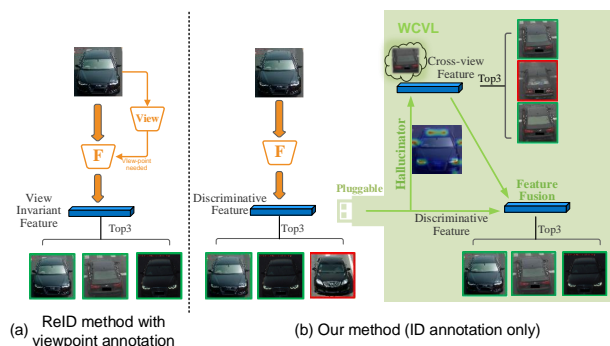 View
F
View-point
needed
View
Invariant
Feature
Top3
(a) ReID method with
viewpoint annotation
F
Discriminative
Feature
Top3
Pluggable
WCVL
Cross-view
Feature
Top3
Hallucinator
Feature
Fusion
Discriminative
Feature
Top3
(b) Our method (ID annotation only)